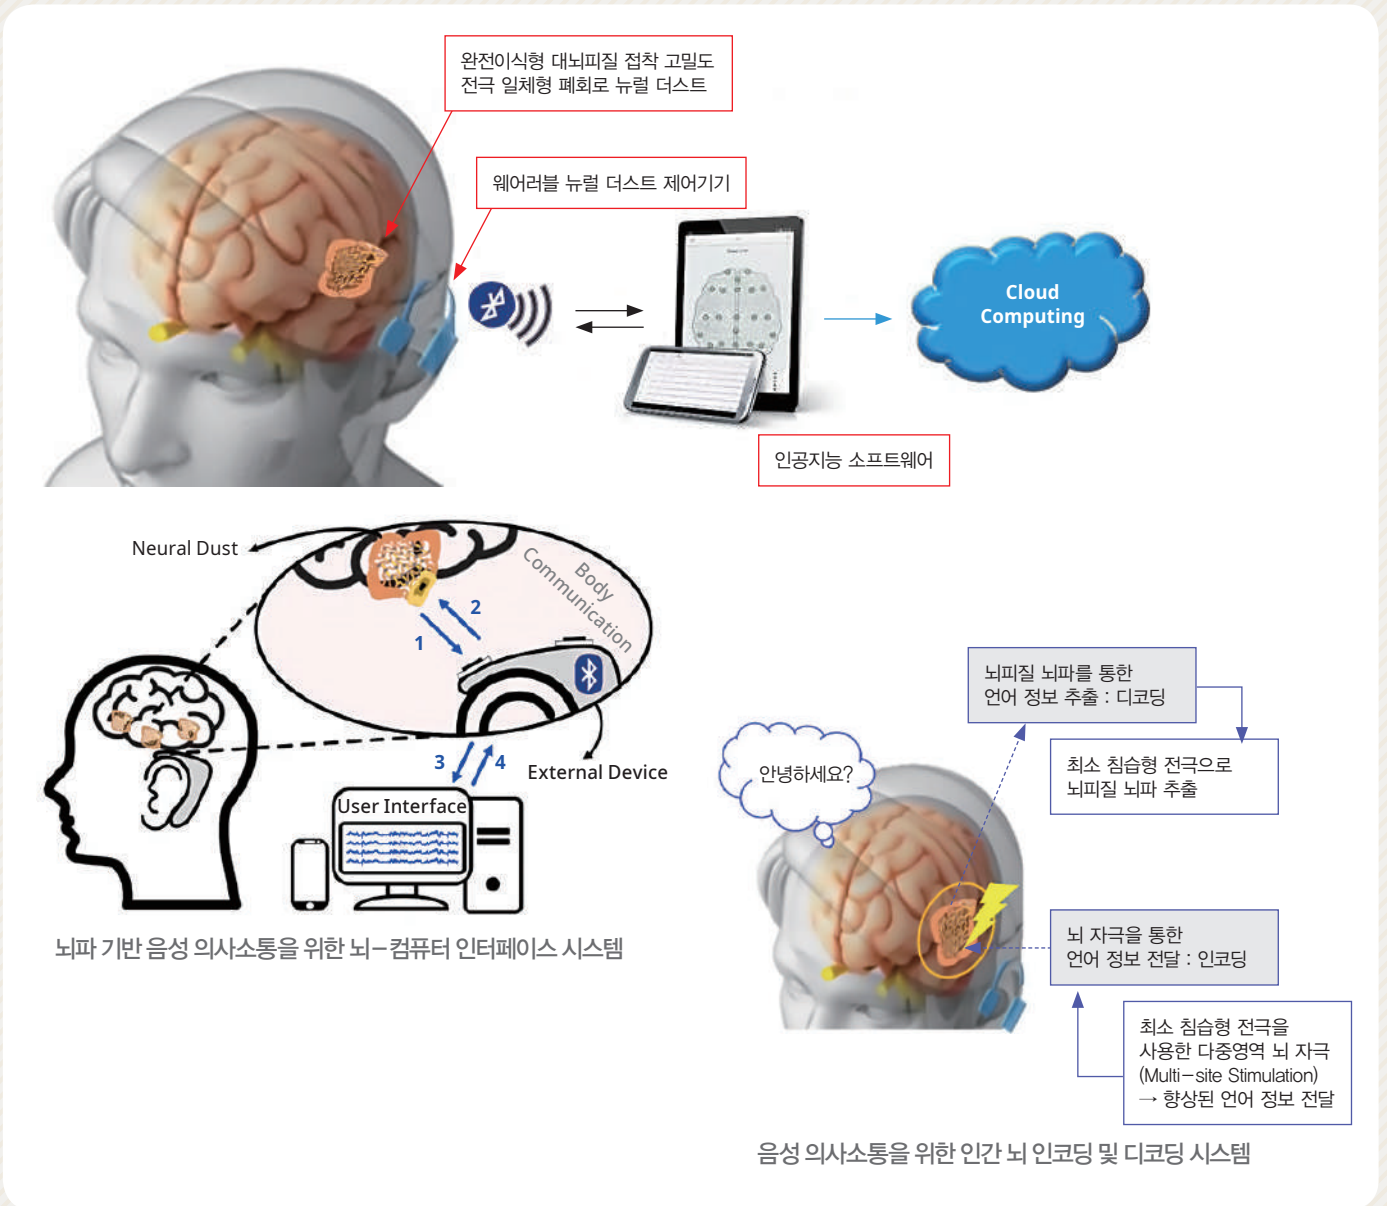 완전이식형 대뇌피질 접착 고밀도
전극 일체형 폐회로 뉴럴 더스트
웨어러블 뉴럴 더스트 제어기기
Cloud
Computing
인공지능 소프트웨어
Neural Dust
Body
Communication
2
1
3
4
External Device
User Interface
뇌파 기반 음성 의사소통을 위한 뇌-컴퓨터 인터페이스 시스템
뇌피질 뇌파를 통한
언어 정보 추출 : 디코딩
최소 침습형 전극으로
뇌피질 뇌파 추출
안녕하세요?
뇌 자극을 통한
언어 정보 전달 : 인코딩
최소 침습형 전극을
사용한 다중영역 뇌 자극
(Multi-site Stimulation)
→ 향상된 언어 정보 전달
음성 의사소통을 위한 인간 뇌 인코딩 및 디코딩 시스템